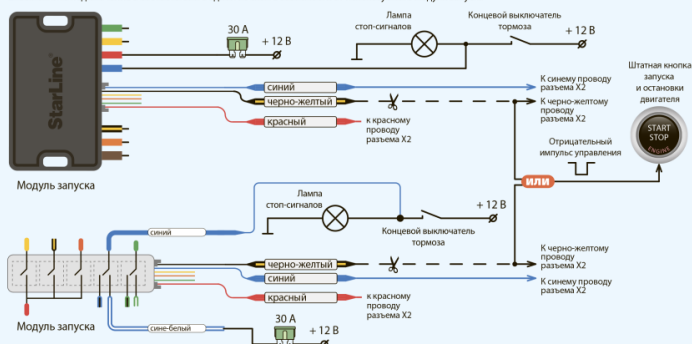 30 А
+ 12 В
Лампа
стоп-сигналов
Концевой выключатель
тормоза
+ 12 В
StarLine
синий
черно-желтый
красный
к красному
проводу
разъема X2
К синему проводу
разъема X2
К черно-желтому
проводу
разъема X2
Штатная кнопка
запуска
и остановки
двигателя
START
STOP
ENGINE
Отрицательный
импульс управления
или
Модуль запуска
Лампа
стоп-сигналов
+ 12 В
Концевой выключатель
тормоза
синий
черно-желтый
синий
красный
к красному
проводу
разъема X2
К черно-желтому
проводу
разъема X2
К синему проводу
разъема X2
Модуль запуска
сине-белый
30 А
+ 12 В